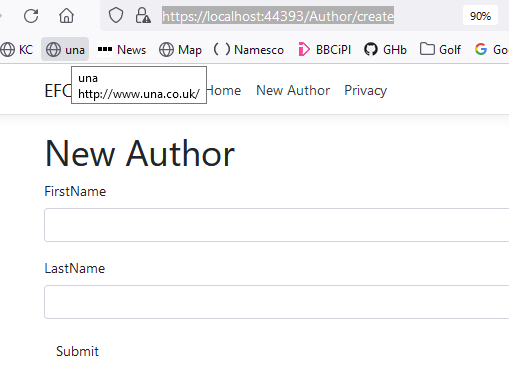 https://localhost:44393/Author/create 90%
KC una News Map Namesco BBCiPl GHb Golf Goo
una
http://www.una.co.uk/
EFC Home New Author Privacy
New Author
FirstName
LastName
Submit